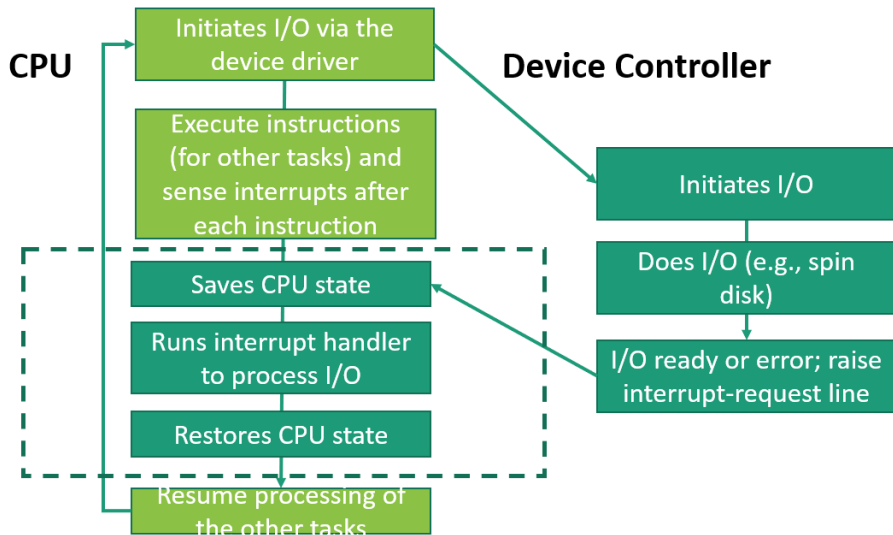 CPU
Initiates I/O via the
device driver
Device Controller
Execute instructions
(for other tasks) and
sense interrupts after
each instruction
Initiates I/O
Does I/O (e.g., spin
disk)
Saves CPU state
Runs interrupt handler
to process I/O
I/O ready or error; raise
interrupt-request line
Restores CPU state
Resume processing of
the other tasks